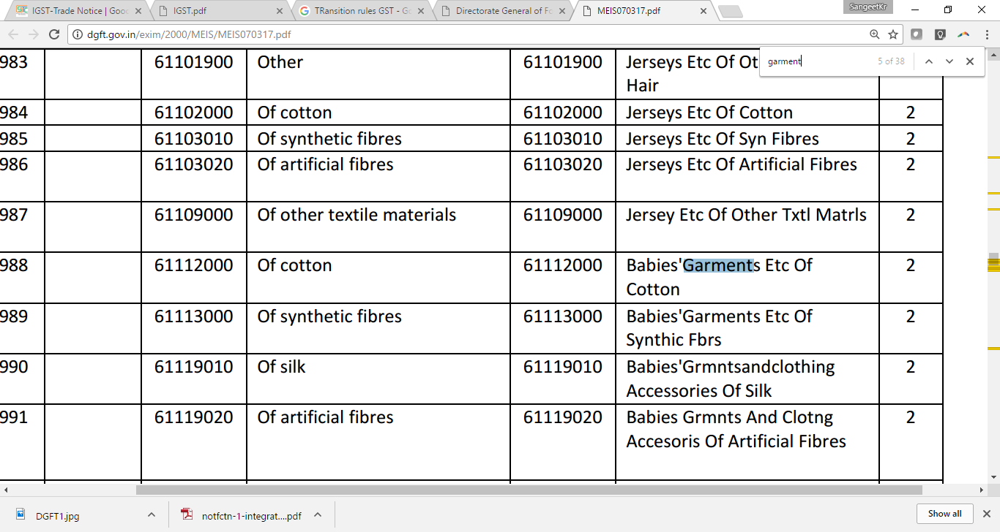 SangeetKr
IGST-Trade Notice | Goo
IGST.pdf
TRansition rules GST - Go
Directorate General of Fo
MEIS070317.pdf
dgft.gov.in/exim/2000/MEIS/MEIS070317.pdf
garment 5 of 38
983 61101900 Other 61101900 Jerseys Etc Of Ot
Hair
984 61102000 Of cotton 61102000 Jerseys Etc Of Cotton 2
985 61103010 Of synthetic fibres 61103010 Jerseys Etc Of Syn Fibres 2
986 61103020 Of artificial fibres 61103020 Jerseys Etc Of Artificial Fibres 2
987 61109000 Of other textile materials 61109000 Jersey Etc Of Other Txtl Matrls 2
988 61112000 Of cotton 61112000 Babies'Garments Etc Of 2
Cotton
989 61113000 Of synthetic fibres 61113000 Babies'Garments Etc Of 2
Synthic Fbrs
990 61119010 Of silk 61119010 Babies'Grmntsandclothing 2
Accessories Of Silk
991 61119020 Of artificial fibres 61119020 Babies Grmnts And Clotng 2
Accesoris Of Artificial Fibres
DGFT1.jpg
notfctn-1-integrat....pdf
Show all